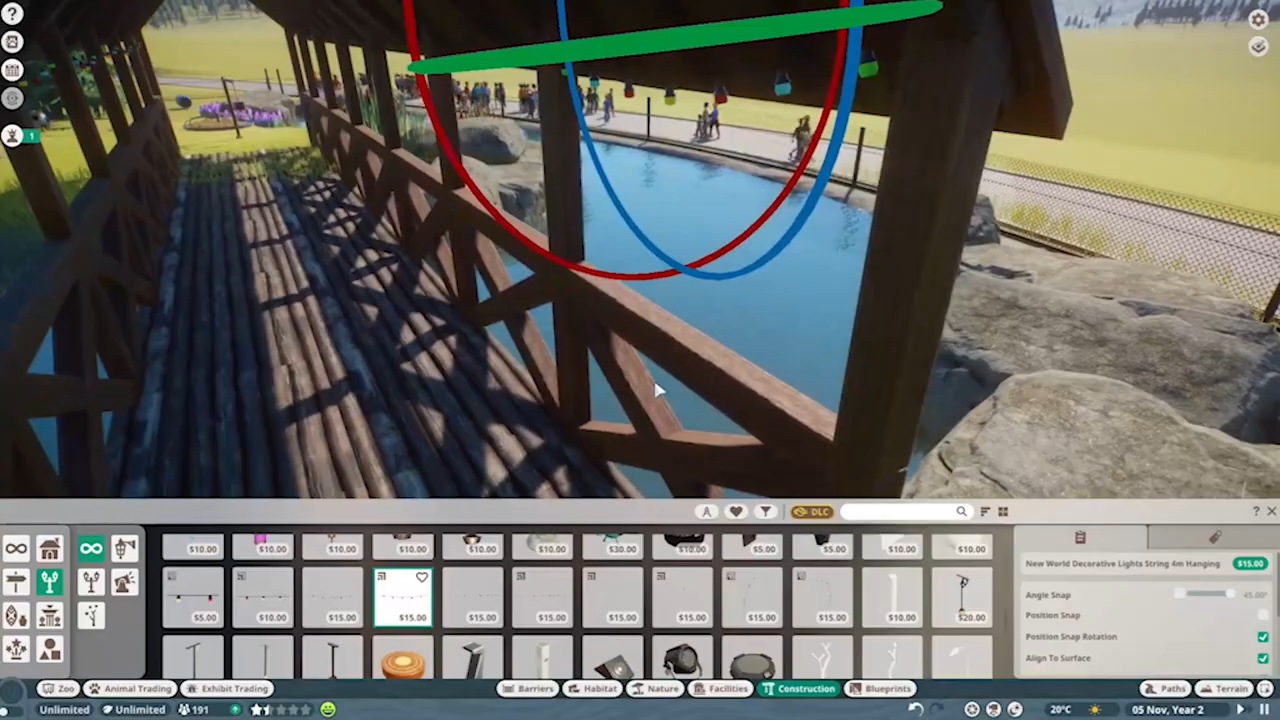 ?
1
DLC
?
$10.00 $10.00 $10.00 $10.00 $10.00 $10.00 $30.00 $10.00 $5.00 $5.00 $10.00 $10.00
$5.00 $10.00 $15.00 $15.00 $15.00 $15.00 $15.00 $15.00 $15.00 $15.00 $10.00 $20.00
New World Decorative Lights String 4m Hanging $15.00
Angle Snap 45.00°
Position Snap
Position Snap Rotation
Align To Surface
Zoo Animal Trading Exhibit Trading Barriers Habitat Nature Facilities Construction Blueprints Paths Terrain
Unlimited Unlimited 191 20°C 05 Nov, Year 2